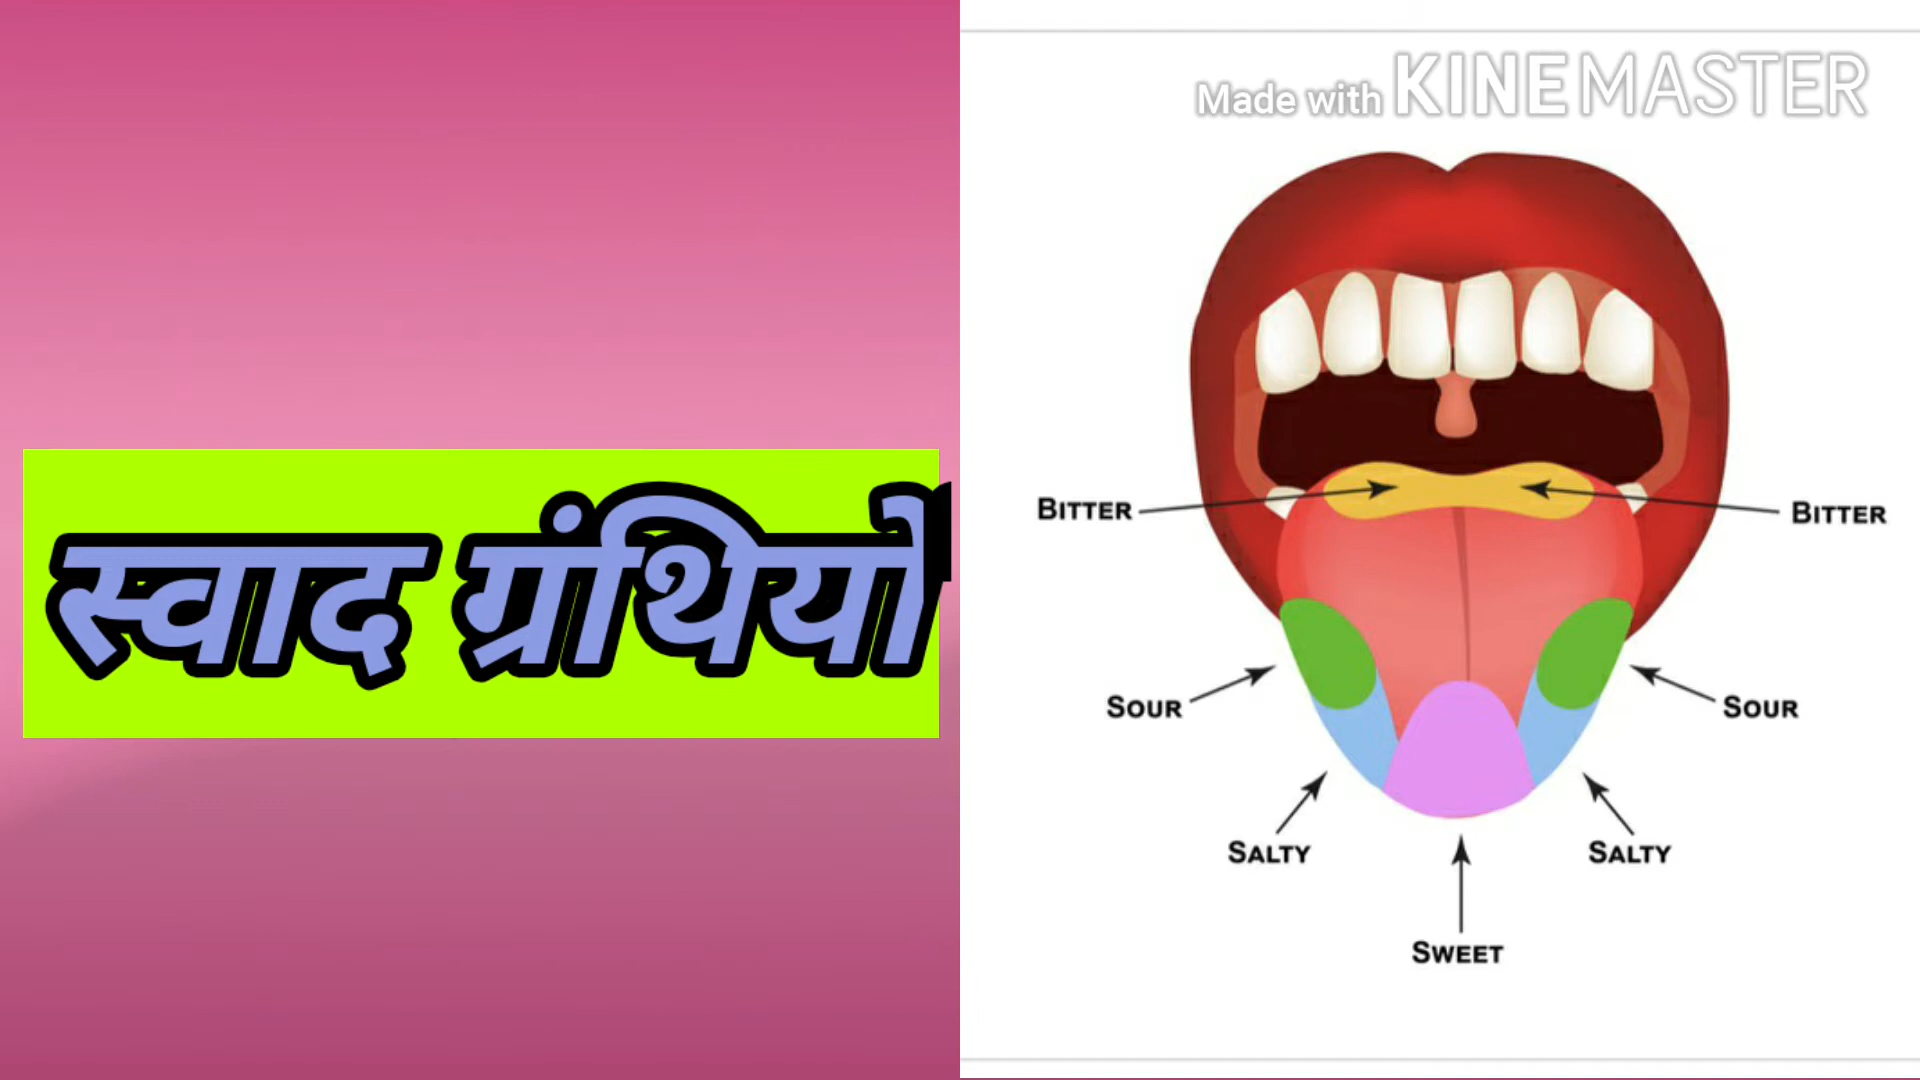 स्वाद ग्रंथियो
Made with KINEMASTER
BITTER
BITTER
SOUR
SOUR
SALTY
SALTY
SWEET